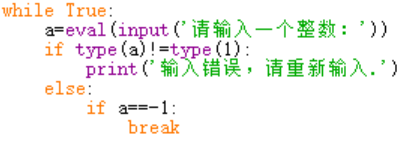 while True:
    a=eval(input('请输入一个整数：'))
    if type(a)!=type(1):
        print('输入错误，请重新输入.')
    else:
        if a==-1:
            break